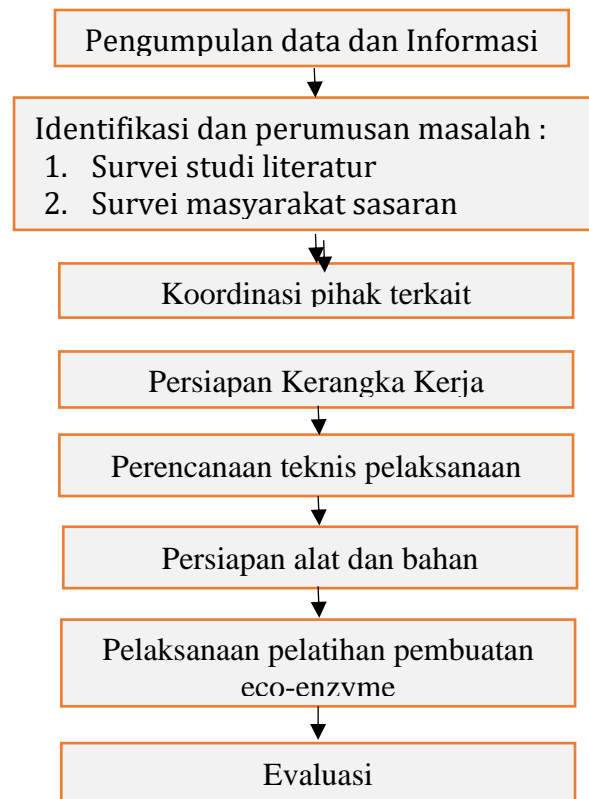 Pengumpulan data dan Informasi
Identifikasi dan perumusan masalah :
1. Survei studi literatur
2. Survei masyarakat sasaran
Koordinasi pihak terkait
Persiapan Kerangka Kerja
Perencanaan teknis pelaksanaan
Persiapan alat dan bahan
Pelaksanaan pelatihan pembuatan
eco-enzyme
Evaluasi